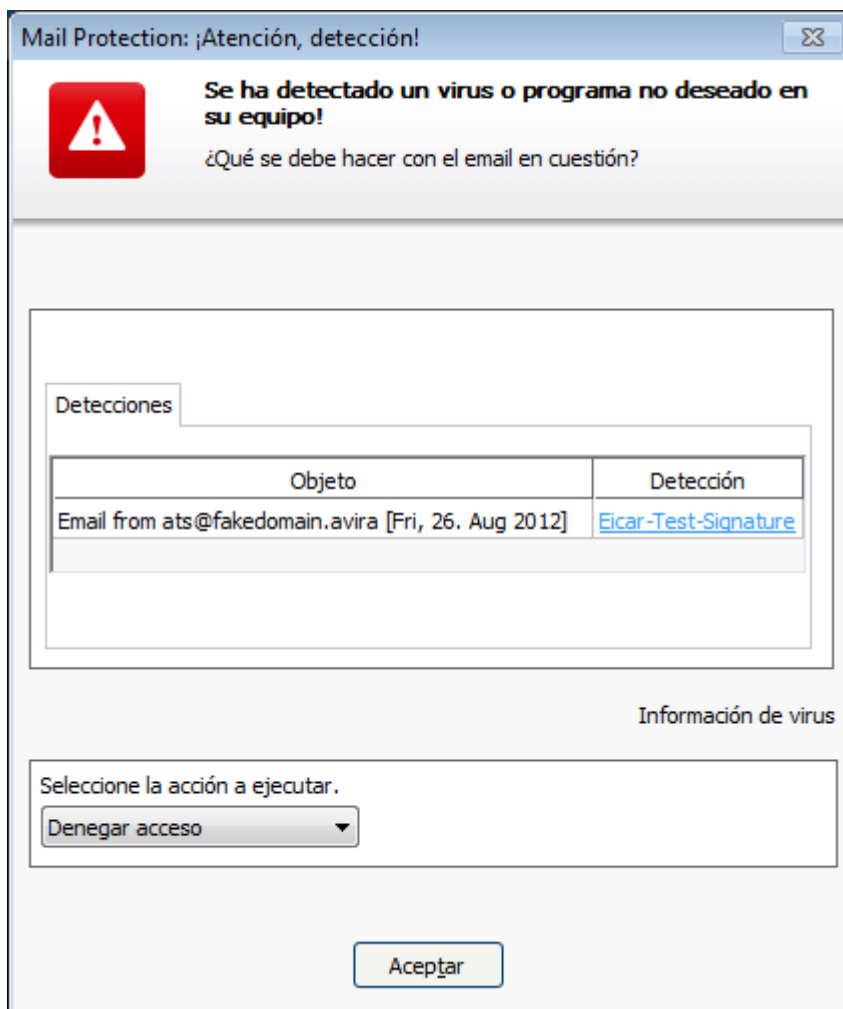 Mail Protection: ¡Atención, detección!
Se ha detectado un virus o programa no deseado en
su equipo!
¿Qué se debe hacer con el email en cuestión?
Detecciones
Objeto Detección
Email from ats@fakedomain.avira [Fri, 26. Aug 2012] Eicar-Test-Signature
Información de virus
Seleccione la acción a ejecutar.
Denegar acceso
Aceptar